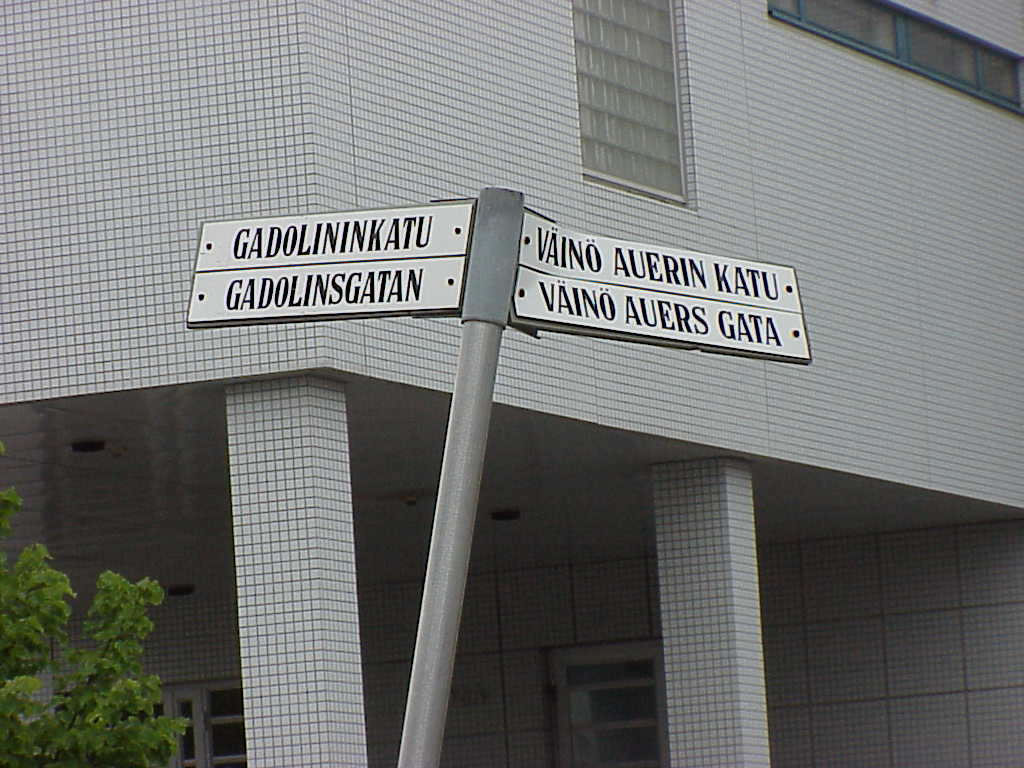 GADOLININKATU
GADOLINSGATAN
VÄINÖ AUERIN KATU
VÄINÖ AUERS GATA